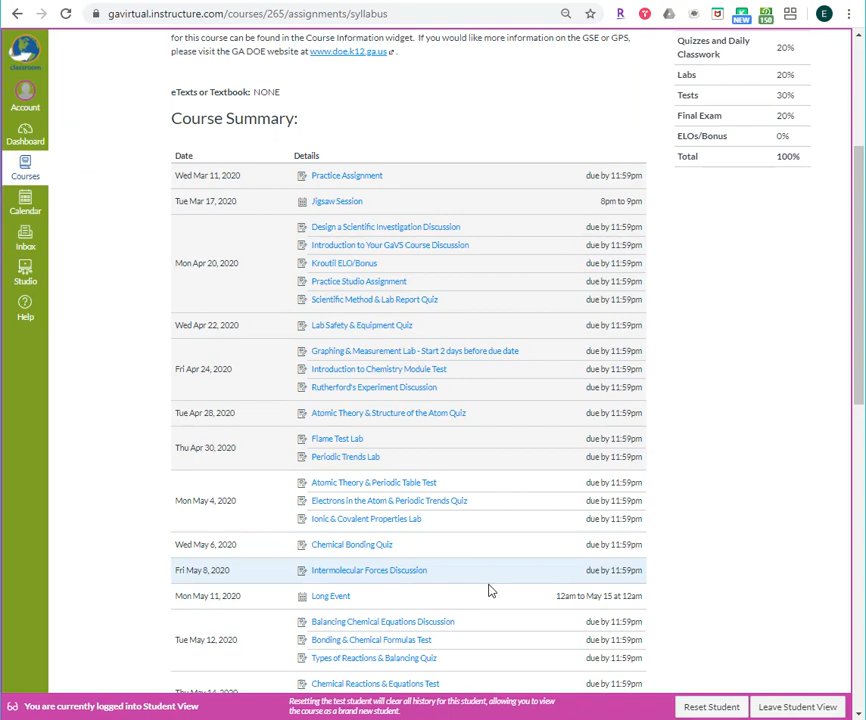 gavirtual.instructure.com/courses/265/assignments/syllabus
R
NEW
150
E
classroom
Account
Dashboard
Courses
Calendar
Inbox
Studio
Help
for this course can be found in the Course Information widget. If you would like more information on the GSE or GPS,
please visit the GA DOE website at www.doe.k12.ga.us .
eTexts or Textbook: NONE
Course Summary:
Date Details
Wed Mar 11, 2020 Practice Assignment due by 11:59pm
Tue Mar 17, 2020 Jigsaw Session 8pm to 9pm
Mon Apr 20, 2020 Design a Scientific Investigation Discussion due by 11:59pm
Introduction to Your GaVS Course Discussion due by 11:59pm
Kroutil ELO/Bonus due by 11:59pm
Practice Studio Assignment due by 11:59pm
Scientific Method & Lab Report Quiz due by 11:59pm
Wed Apr 22, 2020 Lab Safety & Equipment Quiz due by 11:59pm
Fri Apr 24, 2020 Graphing & Measurement Lab - Start 2 days before due date due by 11:59pm
Introduction to Chemistry Module Test due by 11:59pm
Rutherford's Experiment Discussion due by 11:59pm
Tue Apr 28, 2020 Atomic Theory & Structure of the Atom Quiz due by 11:59pm
Thu Apr 30, 2020 Flame Test Lab due by 11:59pm
Periodic Trends Lab due by 11:59pm
Mon May 4, 2020 Atomic Theory & Periodic Table Test due by 11:59pm
Electrons in the Atom & Periodic Trends Quiz due by 11:59pm
Ionic & Covalent Properties Lab due by 11:59pm
Wed May 6, 2020 Chemical Bonding Quiz due by 11:59pm
Fri May 8, 2020 Intermolecular Forces Discussion due by 11:59pm
Mon May 11, 2020 Long Event 12am to May 15 at 12am
Tue May 12, 2020 Balancing Chemical Equations Discussion due by 11:59pm
Bonding & Chemical Formulas Test due by 11:59pm
Types of Reactions & Balancing Quiz due by 11:59pm
Thu May 14, 2020 Chemical Reactions & Equations Test due by 11:59pm
Quizzes and Daily
Classwork 20%
Labs 20%
Tests 30%
Final Exam 20%
ELOs/Bonus 0%
Total 100%
You are currently logged into Student View
Resetting the test student will clear all history for this student, allowing you to view
the course as a brand new student.
Reset Student
Leave Student View